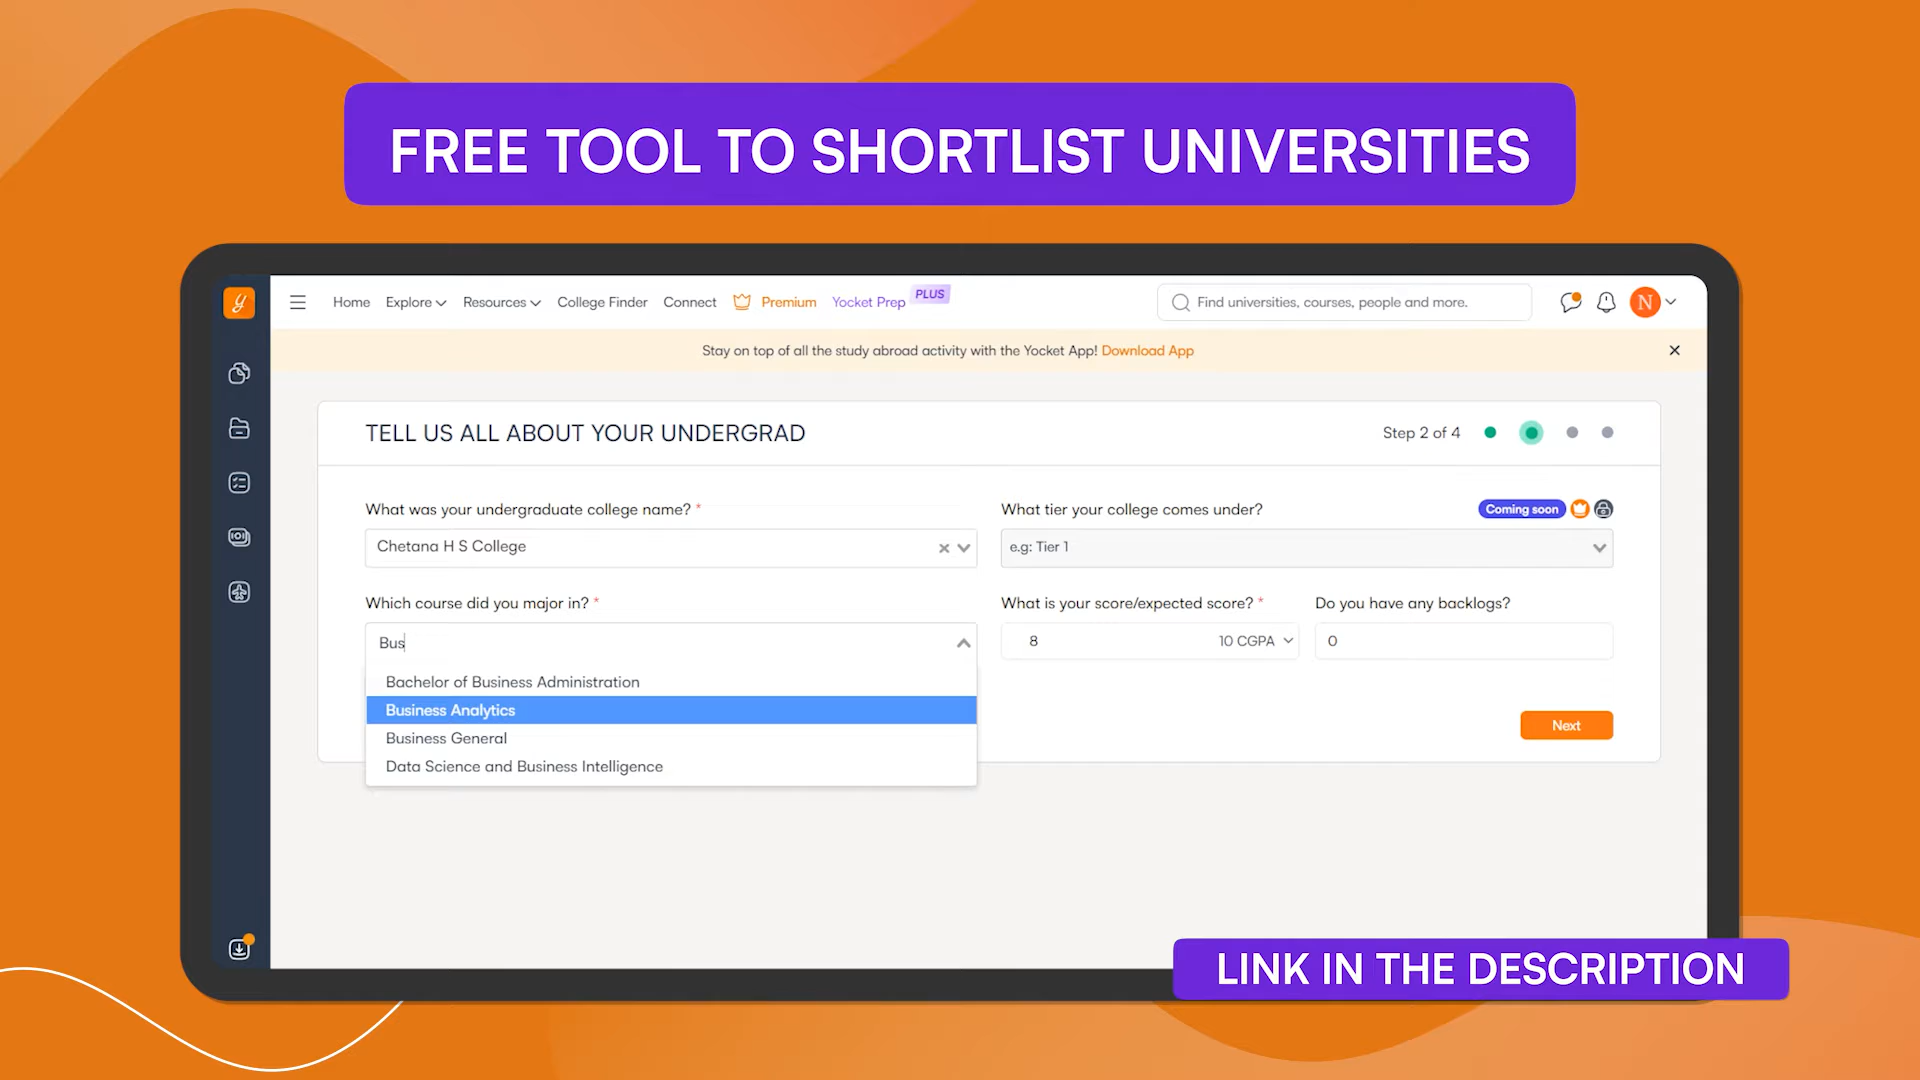 FREE TOOL TO SHORTLIST UNIVERSITIES
y
Home Explore Resources College Finder Connect Premium Yocket Prep PLUS
Find universities, courses, people and more.
N
Stay on top of all the study abroad activity with the Yocket App! Download App
TELL US ALL ABOUT YOUR UNDERGRAD
Step 2 of 4
What was your undergraduate college name? *
Chetana H S College
What tier your college comes under?
Coming soon
e.g: Tier 1
Which course did you major in? *
Bus
Bachelor of Business Administration
Business Analytics
Business General
Data Science and Business Intelligence
What is your score/expected score? *
8 10 CGPA
Do you have any backlogs?
0
Next
LINK IN THE DESCRIPTION